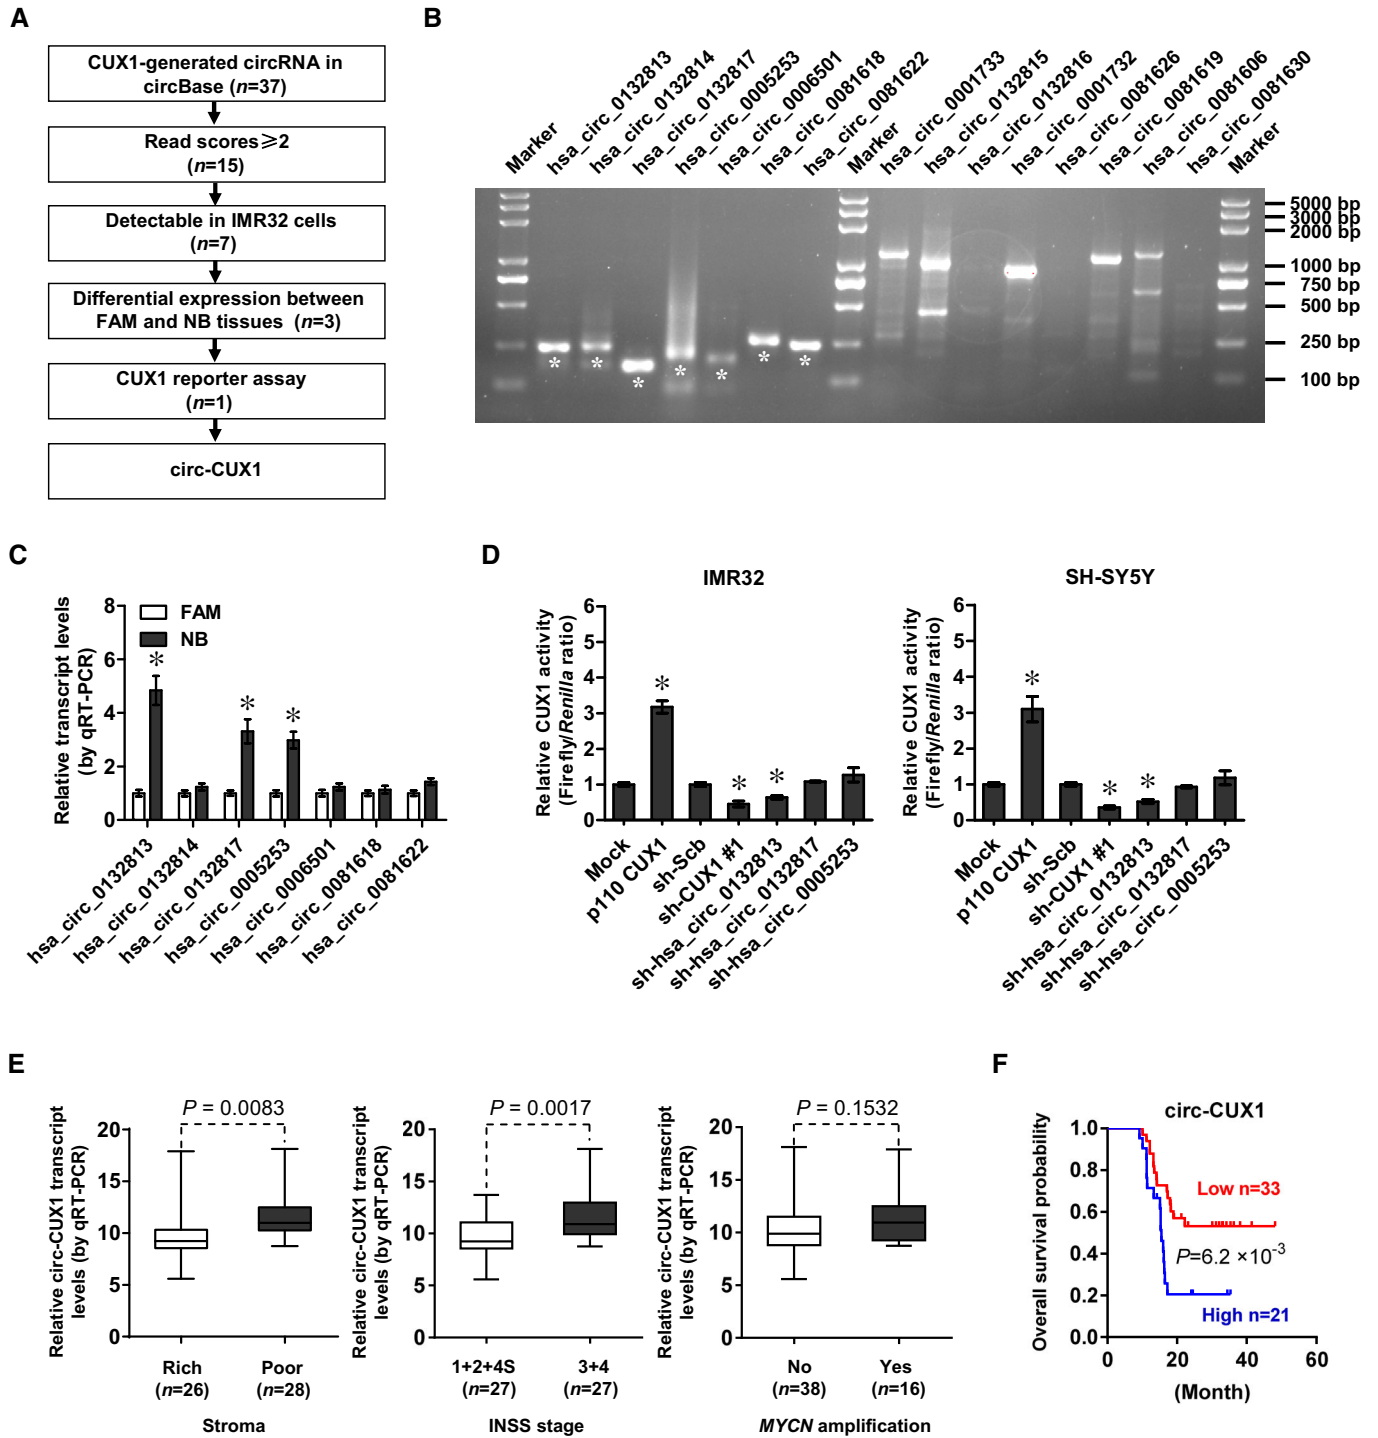 A
CUX1-generated circRNA in
circBase (n=37)
Read scores⩾2
(n=15)
Detectable in IMR32 cells
(n=7)
Differential expression between
FAM and NB tissues (n=3)
CUX1 reporter assay
(n=1)
circ-CUX1
B
Marker
hsa_circ_0132813
hsa_circ_0132814
hsa_circ_0132817
hsa_circ_0005253
hsa_circ_0006501
hsa_circ_0081618
hsa_circ_0081622
Marker
hsa_circ_0001733
hsa_circ_0132815
hsa_circ_0132816
hsa_circ_0001732
hsa_circ_0081626
hsa_circ_0081619
hsa_circ_0081606
hsa_circ_0081630
Marker
5000 bp
3000 bp
2000 bp
1000 bp
750 bp
500 bp
250 bp
100 bp
* * * * * * *
C
Relative transcript levels
(by qRT-PCR)
8
6
4
2
0
FAM
NB
* * *
hsa_circ_0132813
hsa_circ_0132814
hsa_circ_0132817
hsa_circ_0005253
hsa_circ_0006501
hsa_circ_0081618
hsa_circ_0081622
D
IMR32
Relative CUX1 activity
(Firefly/Renilla ratio)
6
5
4
3
2
1
0
* * *
Mock
p110 CUX1
sh-Scb
sh-CUX1 #1
sh-hsa_circ_0132813
sh-hsa_circ_0132817
sh-hsa_circ_0005253
SH-SY5Y
Relative CUX1 activity
(Firefly/Renilla ratio)
6
5
4
3
2
1
0
* * *
Mock
p110 CUX1
sh-Scb
sh-CUX1 #1
sh-hsa_circ_0132813
sh-hsa_circ_0132817
sh-hsa_circ_0005253
E
Relative circ-CUX1 transcript
levels (by qRT-PCR)
20
15
10
5
0
P = 0.0083
Rich
(n=26)
Poor
(n=28)
Stroma
Relative circ-CUX1 transcript
levels (by qRT-PCR)
20
15
10
5
0
P = 0.0017
1+2+4S
(n=27)
3+4
(n=27)
INSS stage
Relative circ-CUX1 transcript
levels (by qRT-PCR)
20
15
10
5
0
P = 0.1532
No
(n=38)
Yes
(n=16)
MYCN amplification
F
circ-CUX1
Overall survival probability
1.0
0.8
0.6
0.4
0.2
0.0
Low n=33
P=6.2 ×10-3
High n=21
0 20 40 60
(Month)